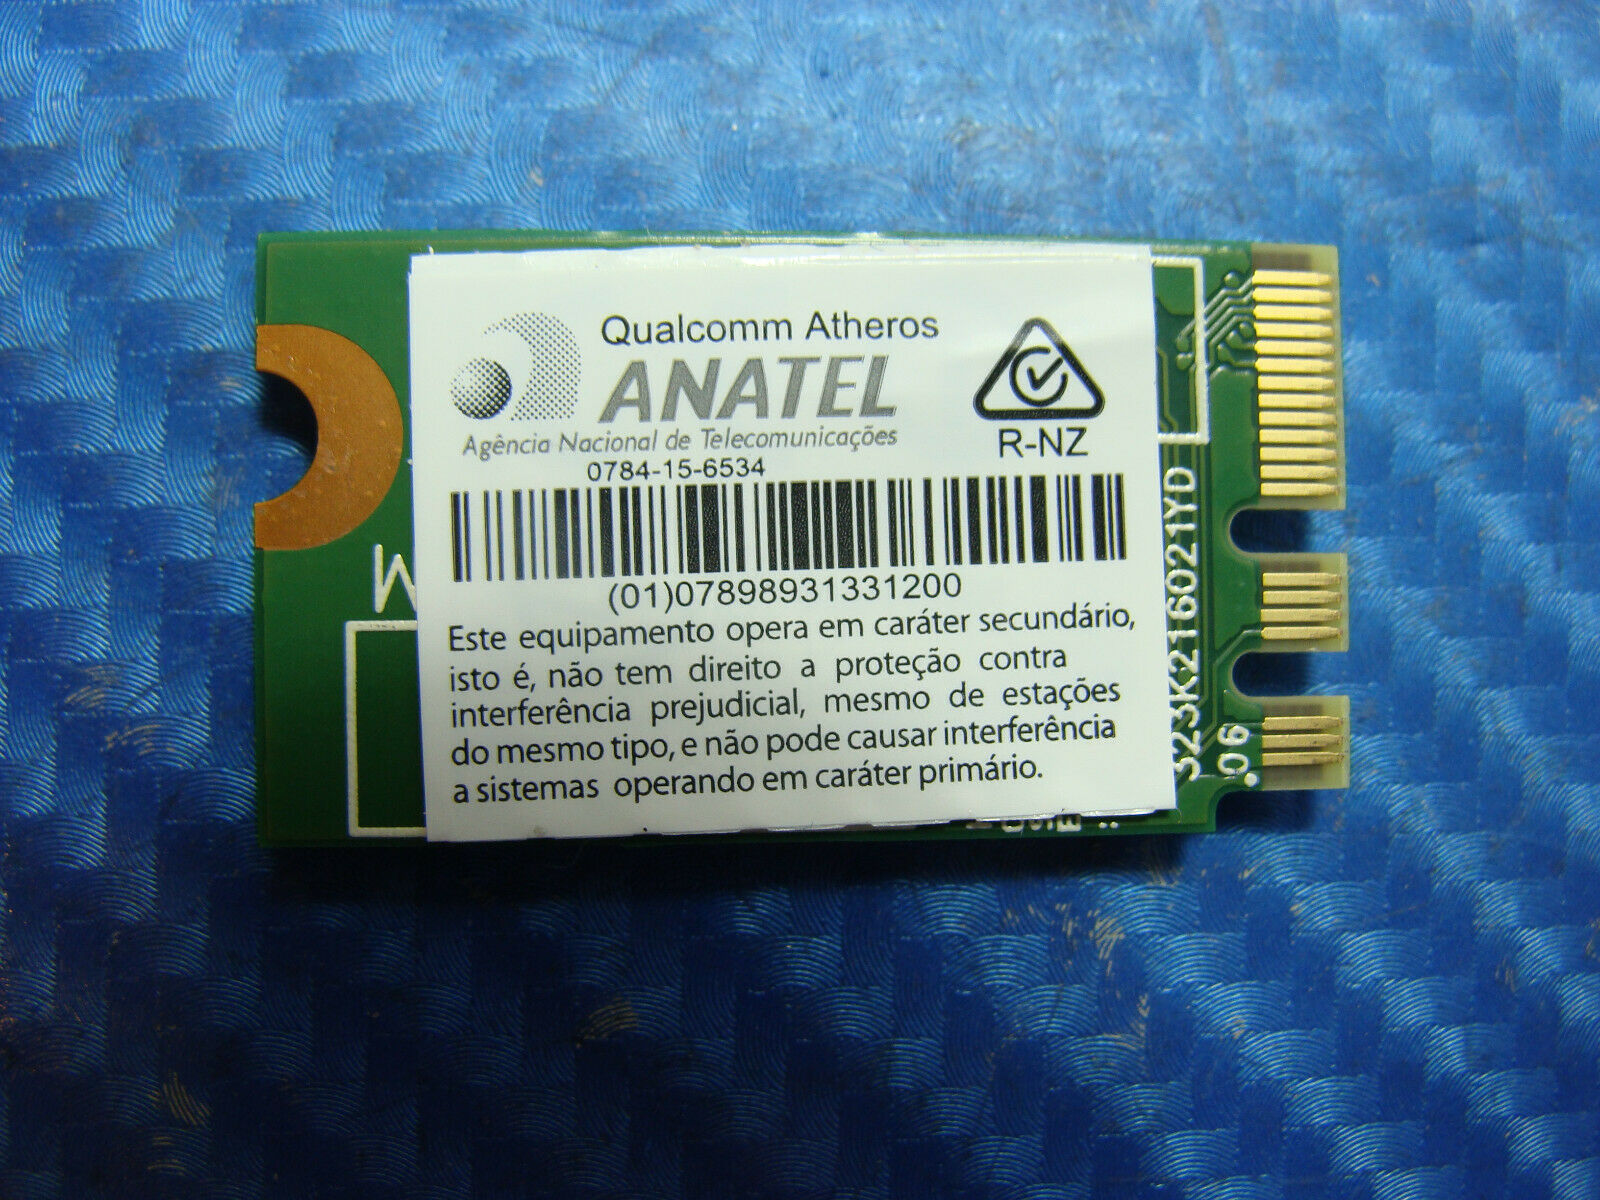 Qualcomm Atheros
ANATEL
Agência Nacional de Telecomunicações
0784-15-6534
R-NZ
(01)07898931331200
Este equipamento opera em caráter secundário,
isto é, não tem direito a proteção contra
interferência prejudicial, mesmo de estações
do mesmo tipo, e não pode causar interferência
a sistemas operando em caráter primário.
323K216021YD
.06